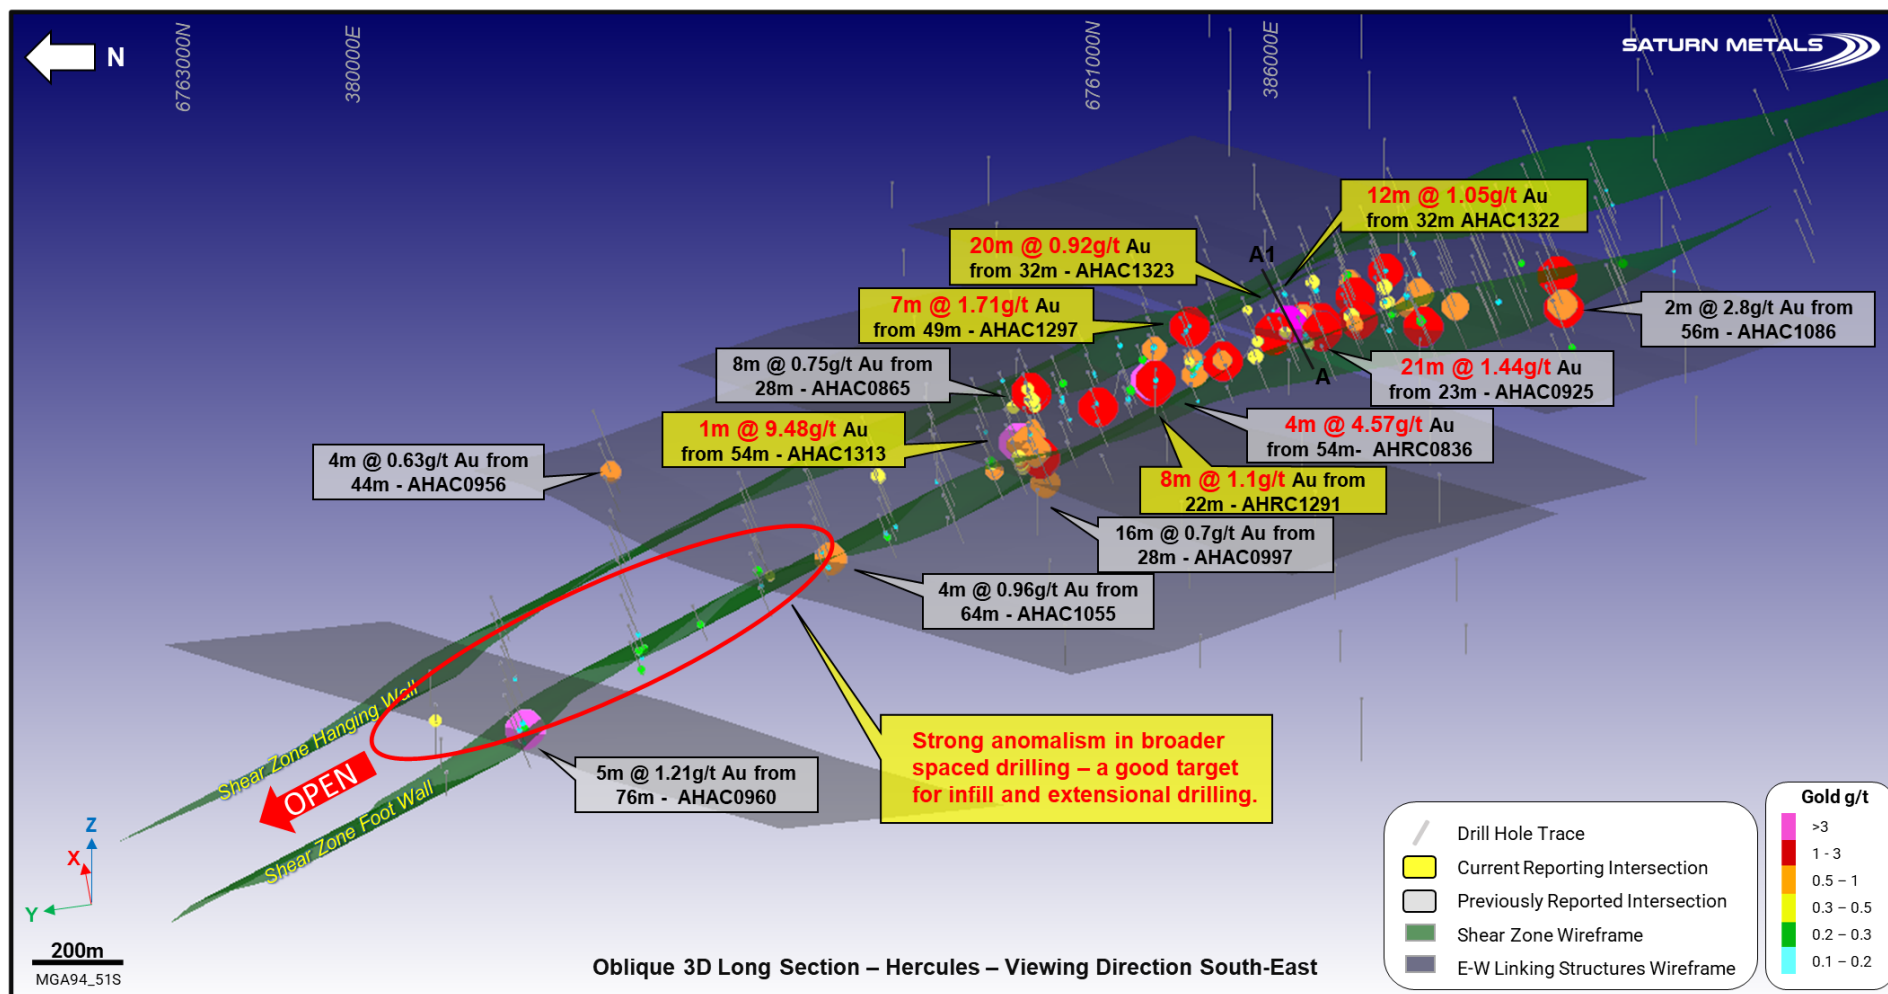 N
6763000N
380000E
6761000N
386000E
SATURN METALS
12m @ 1.05g/t Au
from 32m AHAC1322
20m @ 0.92g/t Au
from 32m - AHAC1323
A1
7m @ 1.71g/t Au
from 49m - AHAC1297
2m @ 2.8g/t Au from
56m - AHAC1086
8m @ 0.75g/t Au from
28m - AHAC0865
A
21m @ 1.44g/t Au
from 23m - AHAC0925
1m @ 9.48g/t Au
from 54m - AHAC1313
4m @ 4.57g/t Au
from 54m- AHRC0836
4m @ 0.63g/t Au from
44m - AHAC0956
8m @ 1.1g/t Au from
22m - AHRC1291
16m @ 0.7g/t Au from
28m - AHAC0997
4m @ 0.96g/t Au from
64m - AHAC1055
Shear Zone Hanging Wall
OPEN
Shear Zone Foot Wall
5m @ 1.21g/t Au from
76m - AHAC0960
Strong anomalism in broader
spaced drilling – a good target
for infill and extensional drilling.
Z
X
Y
200m
MGA94_51S
Oblique 3D Long Section – Hercules – Viewing Direction South-East
Drill Hole Trace
Current Reporting Intersection
Previously Reported Intersection
Shear Zone Wireframe
E-W Linking Structures Wireframe
Gold g/t
>3
1 - 3
0.5 – 1
0.3 – 0.5
0.2 – 0.3
0.1 – 0.2